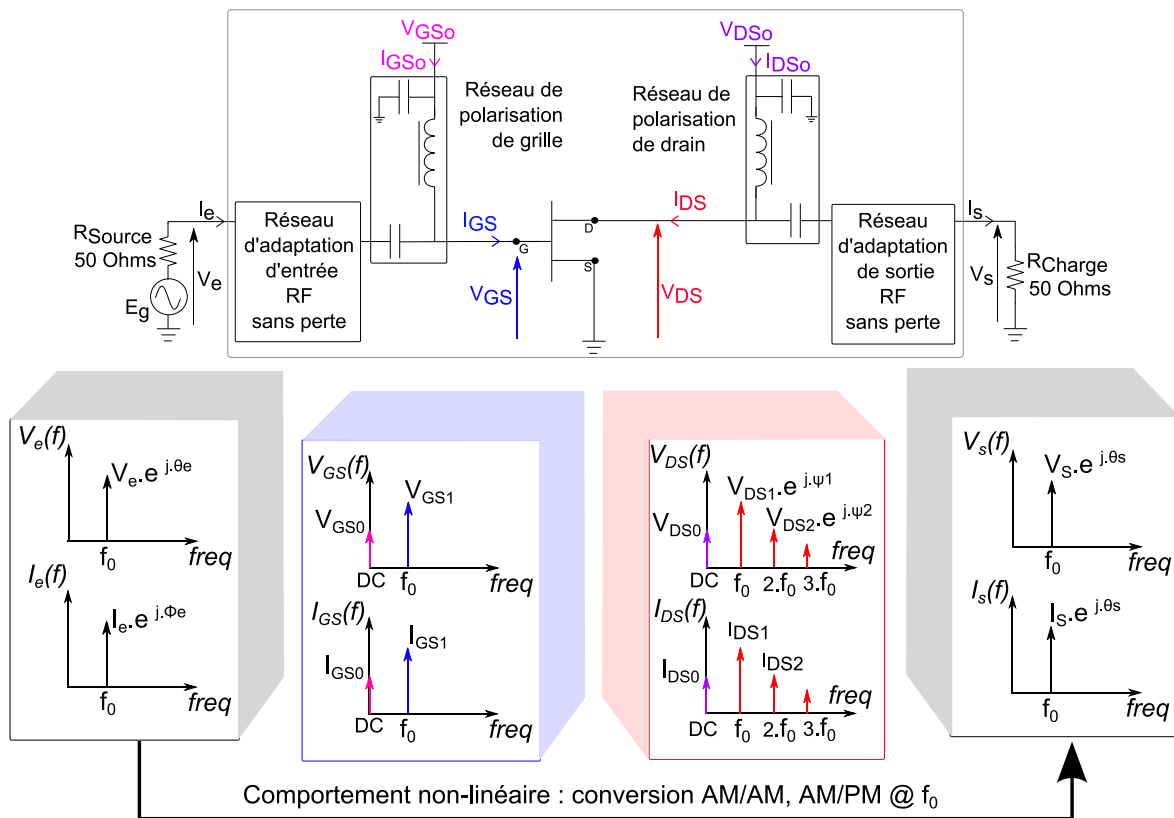 VGSo
IGSo
VDSo
IDSo
Réseau de
polarisation
de grille
Réseau de
polarisation
de drain
Ie
RSource
50 Ohms
Eg
Ve
Réseau
d'adaptation
d'entrée
RF
sans perte
IGS
G
VGS
D
S
IDS
VDS
Réseau
d'adaptation
de sortie
RF
sans perte
Is
Vs
RCharge
50 Ohms
Ve(f)
Ve.e j.θe
f0
freq
Ie(f)
Ie.e j.Φe
f0
freq
VGS(f)
VGS1
VGS0
DC
f0
freq
IGS(f)
IGS1
IGS0
DC
f0
freq
VDS(f)
VDS1.e j.ψ1
VDS2.e j.ψ2
VDS0
freq
DC
f0
2.f0
3.f0
IDS(f)
IDS1
IDS2
IDS0
freq
DC
f0
2.f0
3.f0
Vs(f)
VS.e j.θs
f0
freq
Is(f)
IS.e j.θs
f0
freq
Comportement non-linéaire : conversion AM/AM, AM/PM @ f0